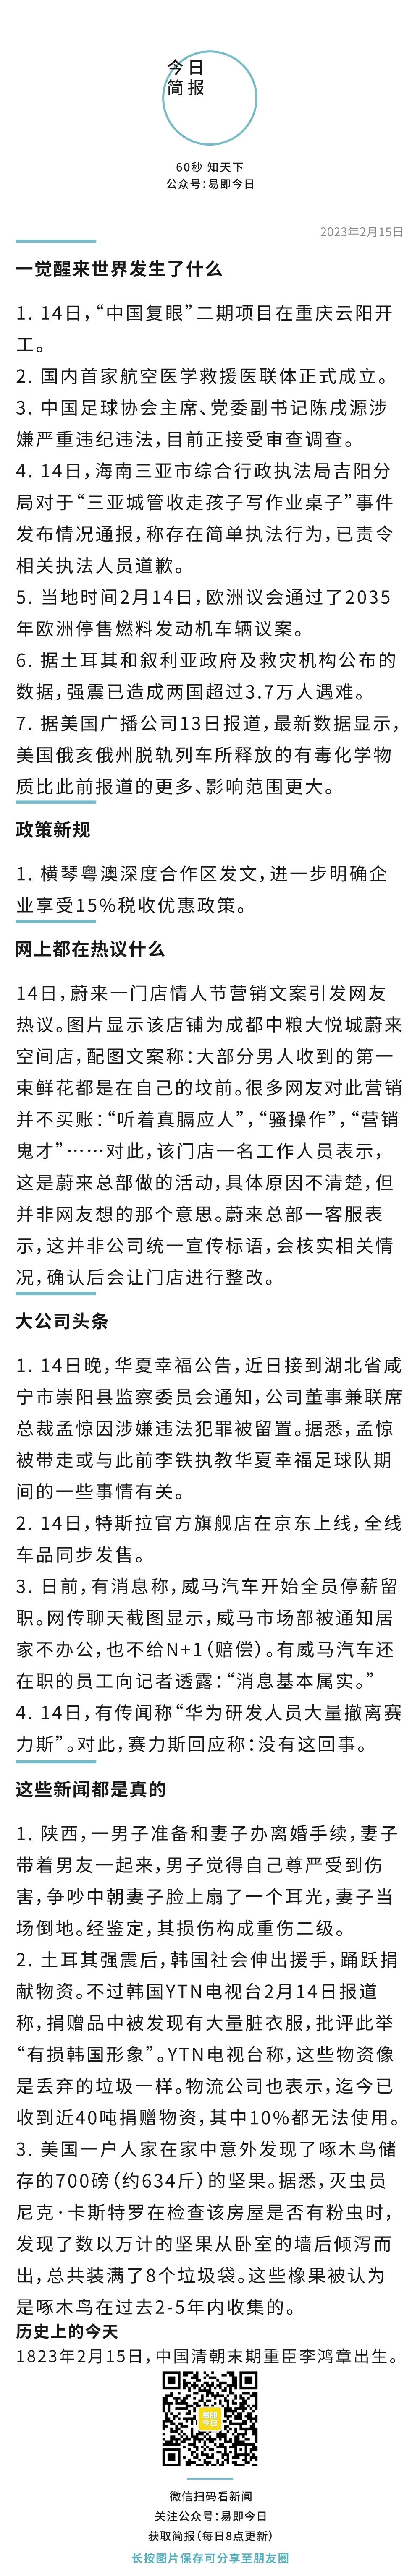 今日
简报
60秒 知天下
公众号：易即今日
2023年2月15日
一觉醒来世界发生了什么
1. 14日，“中国复眼”二期项目在重庆云阳开
工。
2. 国内首家航空医学救援医联体正式成立。
3. 中国足球协会主席、党委副书记陈戌源涉
嫌严重违纪违法，目前正接受审查调查。
4. 14日，海南三亚市综合行政执法局吉阳分
局对于“三亚城管收走孩子写作业桌子”事件
发布情况通报，称存在简单执法行为，已责令
相关执法人员道歉。
5. 当地时间2月14日，欧洲议会通过了2035
年欧洲停售燃料发动机车辆议案。
6. 据土耳其和叙利亚政府及救灾机构公布的
数据，强震已造成两国超过3.7万人遇难。
7. 据美国广播公司13日报道，最新数据显示，
美国俄亥俄州脱轨列车所释放的有毒化学物
质比此前报道的更多、影响范围更大。
政策新规
1. 横琴粤澳深度合作区发文，进一步明确企
业享受15%税收优惠政策。
网上都在热议什么
14日，蔚来一门店情人节营销文案引发网友
热议。图片显示该店铺为成都中粮大悦城蔚来
空间店，配图文案称：大部分男人收到的第一
束鲜花都是在自己的坟前。很多网友对此营销
并不买账：“听着真膈应人”，“骚操作”，“营销
鬼才”……对此，该门店一名工作人员表示，
这是蔚来总部做的活动，具体原因不清楚，但
并非网友想的那个意思。蔚来总部一客服表
示，这并非公司统一宣传标语，会核实相关情
况，确认后会让门店进行整改。
大公司头条
1. 14日晚，华夏幸福公告，近日接到湖北省咸
宁市崇阳县监察委员会通知，公司董事兼联席
总裁孟惊因涉嫌违法犯罪被留置。据悉，孟惊
被带走或与此前李铁执教华夏幸福足球队期
间的一些事情有关。
2. 14日，特斯拉官方旗舰店在京东上线，全线
车品同步发售。
3. 日前，有消息称，威马汽车开始全员停薪留
职。网传聊天截图显示，威马市场部被通知居
家不办公，也不给N+1（赔偿）。有威马汽车还
在职的员工向记者透露：“消息基本属实。”
4. 14日，有传闻称“华为研发人员大量撤离赛
力斯”。对此，赛力斯回应称：没有这回事。
这些新闻都是真的
1. 陕西，一男子准备和妻子办离婚手续，妻子
带着男友一起来，男子觉得自己尊严受到伤
害，争吵中朝妻子脸上扇了一个耳光，妻子当
场倒地。经鉴定，其损伤构成重伤二级。
2. 土耳其强震后，韩国社会伸出援手，踊跃捐
献物资。不过韩国YTN电视台2月14日报道
称，捐赠品中被发现有大量脏衣服，批评此举
“有损韩国形象”。YTN电视台称，这些物资像
是丢弃的垃圾一样。物流公司也表示，迄今已
收到近40吨捐赠物资，其中10%都无法使用。
3. 美国一户人家在家中意外发现了啄木鸟储
存的700磅（约634斤）的坚果。据悉，灭虫员
尼克·卡斯特罗在检查该房屋是否有粉虫时，
发现了数以万计的坚果从卧室的墙后倾泻而
出，总共装满了8个垃圾袋。这些橡果被认为
是啄木鸟在过去2-5年内收集的。
历史上的今天
1823年2月15日，中国清朝末期重臣李鸿章出生。
易即
今日
微信扫码看新闻
关注公众号：易即今日
获取简报（每日8点更新）
长按图片保存可分享至朋友圈